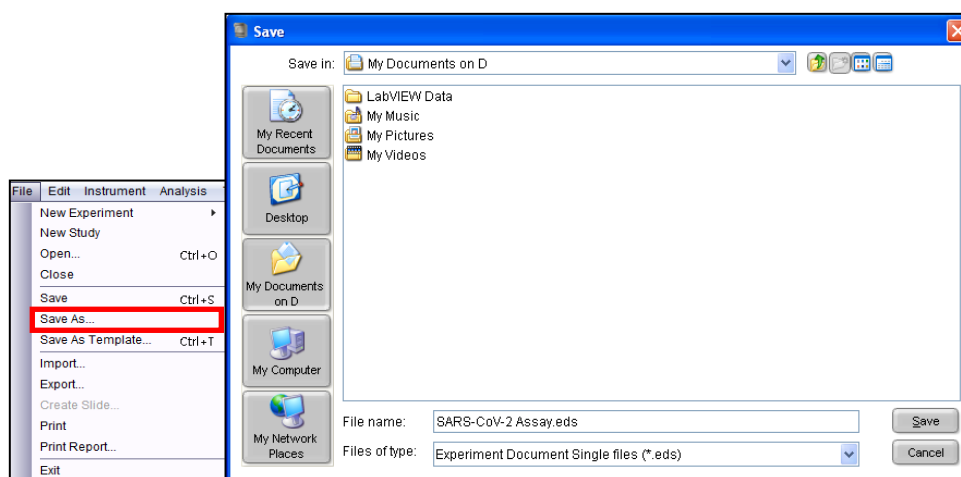 Save
Save in:
My Documents on D
LabVIEW Data
My Music
My Pictures
My Videos
My Recent
Documents
Desktop
My Documents
on D
My Computer
My Network
Places
File name:
SARS-CoV-2 Assay.eds
Save
Files of type:
Experiment Document Single files (*.eds)
Cancel
File Edit Instrument Analysis
New Experiment
New Study
Open... Ctrl+O
Close
Save Ctrl+S
Save As...
Save As Template... Ctrl+T
Import...
Export...
Create Slide...
Print
Print Report...
Exit